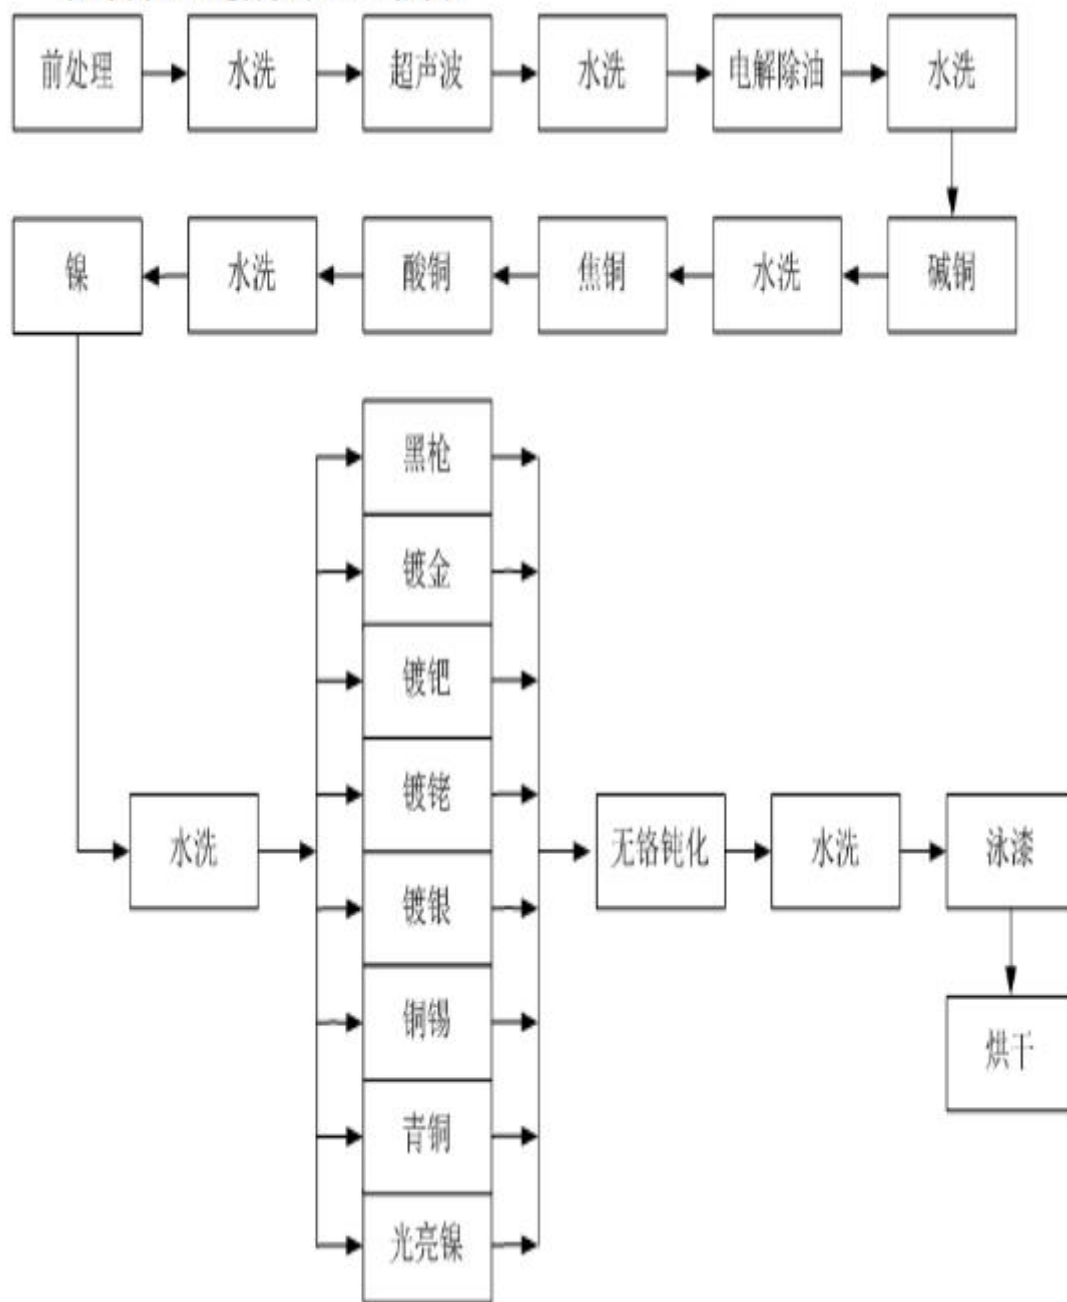 前处理
水洗
超声波
水洗
电解除油
水洗
碱铜
水洗
焦铜
酸铜
水洗
镍
水洗
黑枪
镀金
镀钯
镀铑
镀银
铜锡
青铜
光亮镍
无铬钝化
水洗
泳漆
烘干